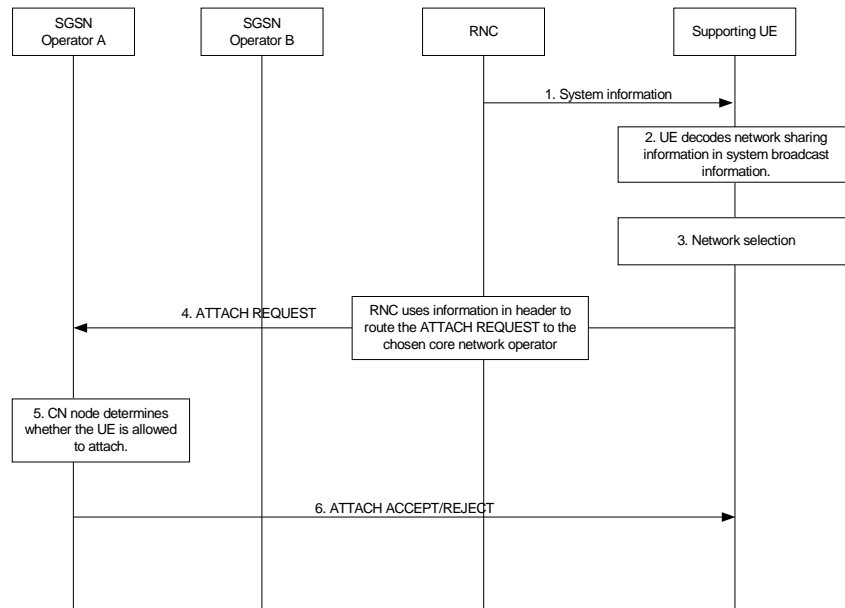 SGSN
Operator A
SGSN
Operator B
RNC
Supporting UE
1. System information
2. UE decodes network sharing
information in system broadcast
information.
3. Network selection
4. ATTACH REQUEST
RNC uses information in header to
route the ATTACH REQUEST to the
chosen core network operator
5. CN node determines
whether the UE is allowed
to attach.
6. ATTACH ACCEPT/REJECT